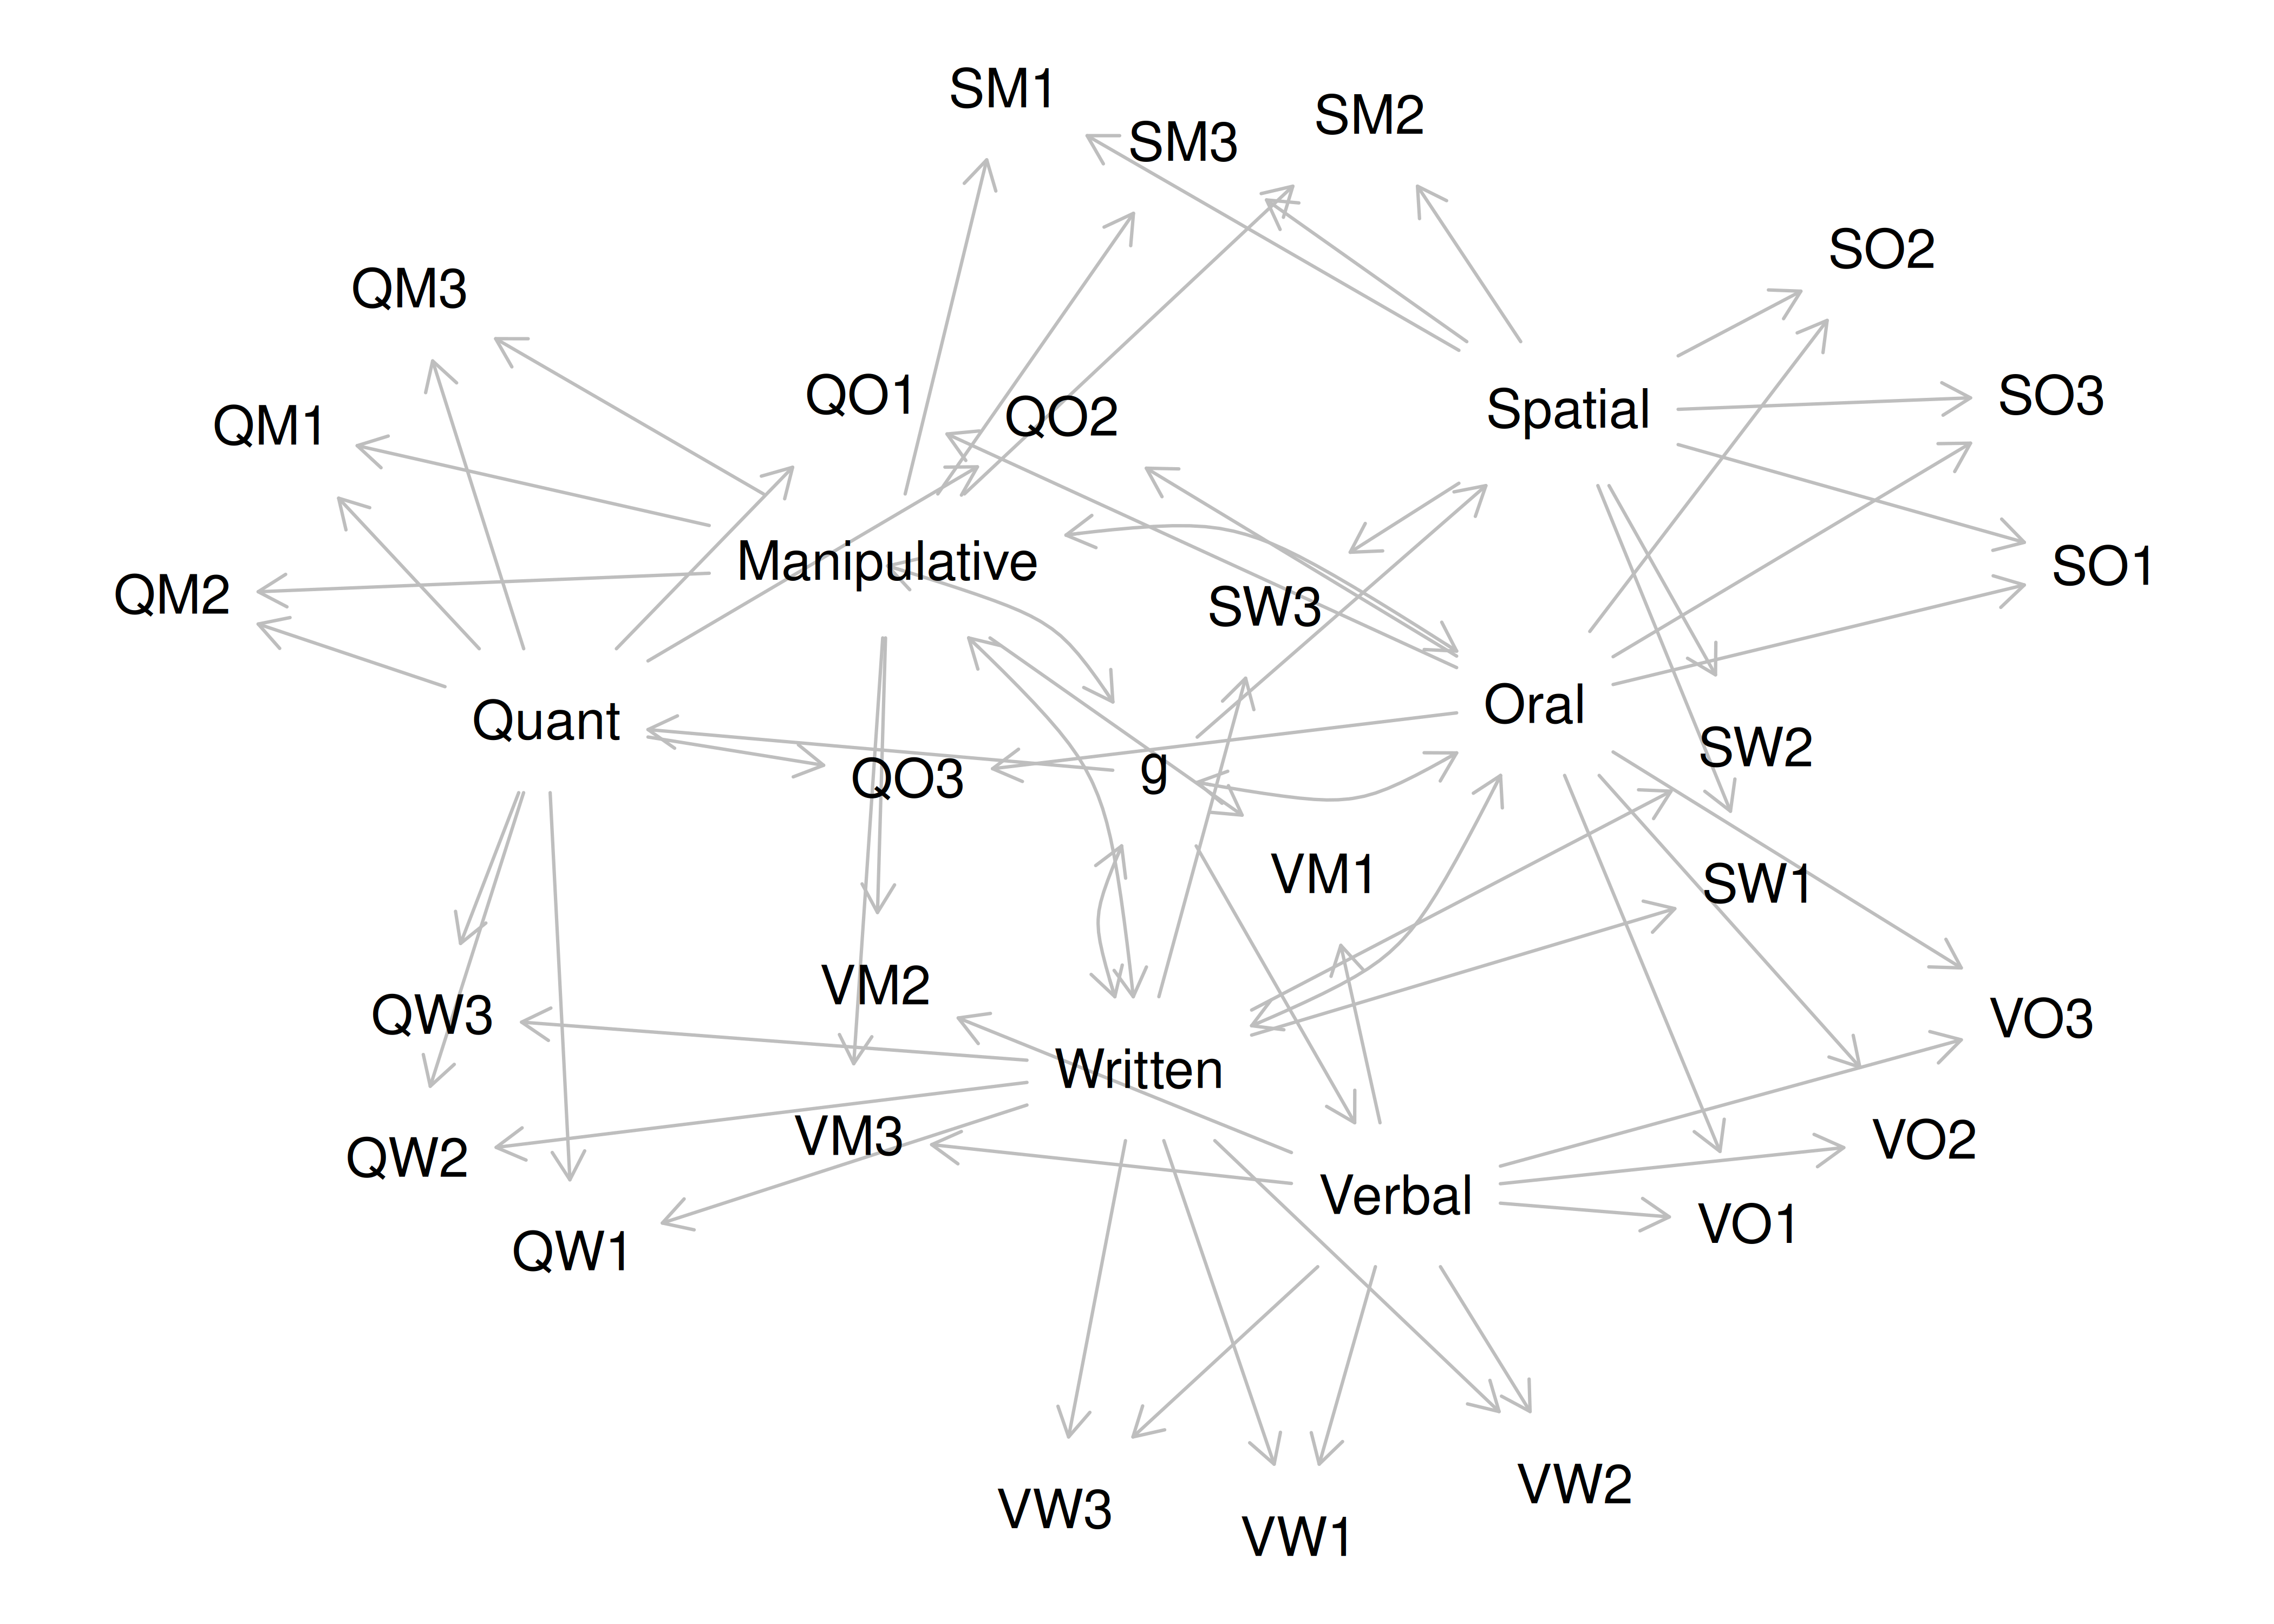 SM1
SM2
SM3
SO2
QM3
QO1
SO3
Spatial
QO2
QM1
Manipulative
SO1
QM2
SW3
Oral
Quant
SW2
g
QO3
VM1
SW1
VM2
QW3
VO3
Written
VM3
VO2
QW2
Verbal
VO1
QW1
VW2
VW3
VW1